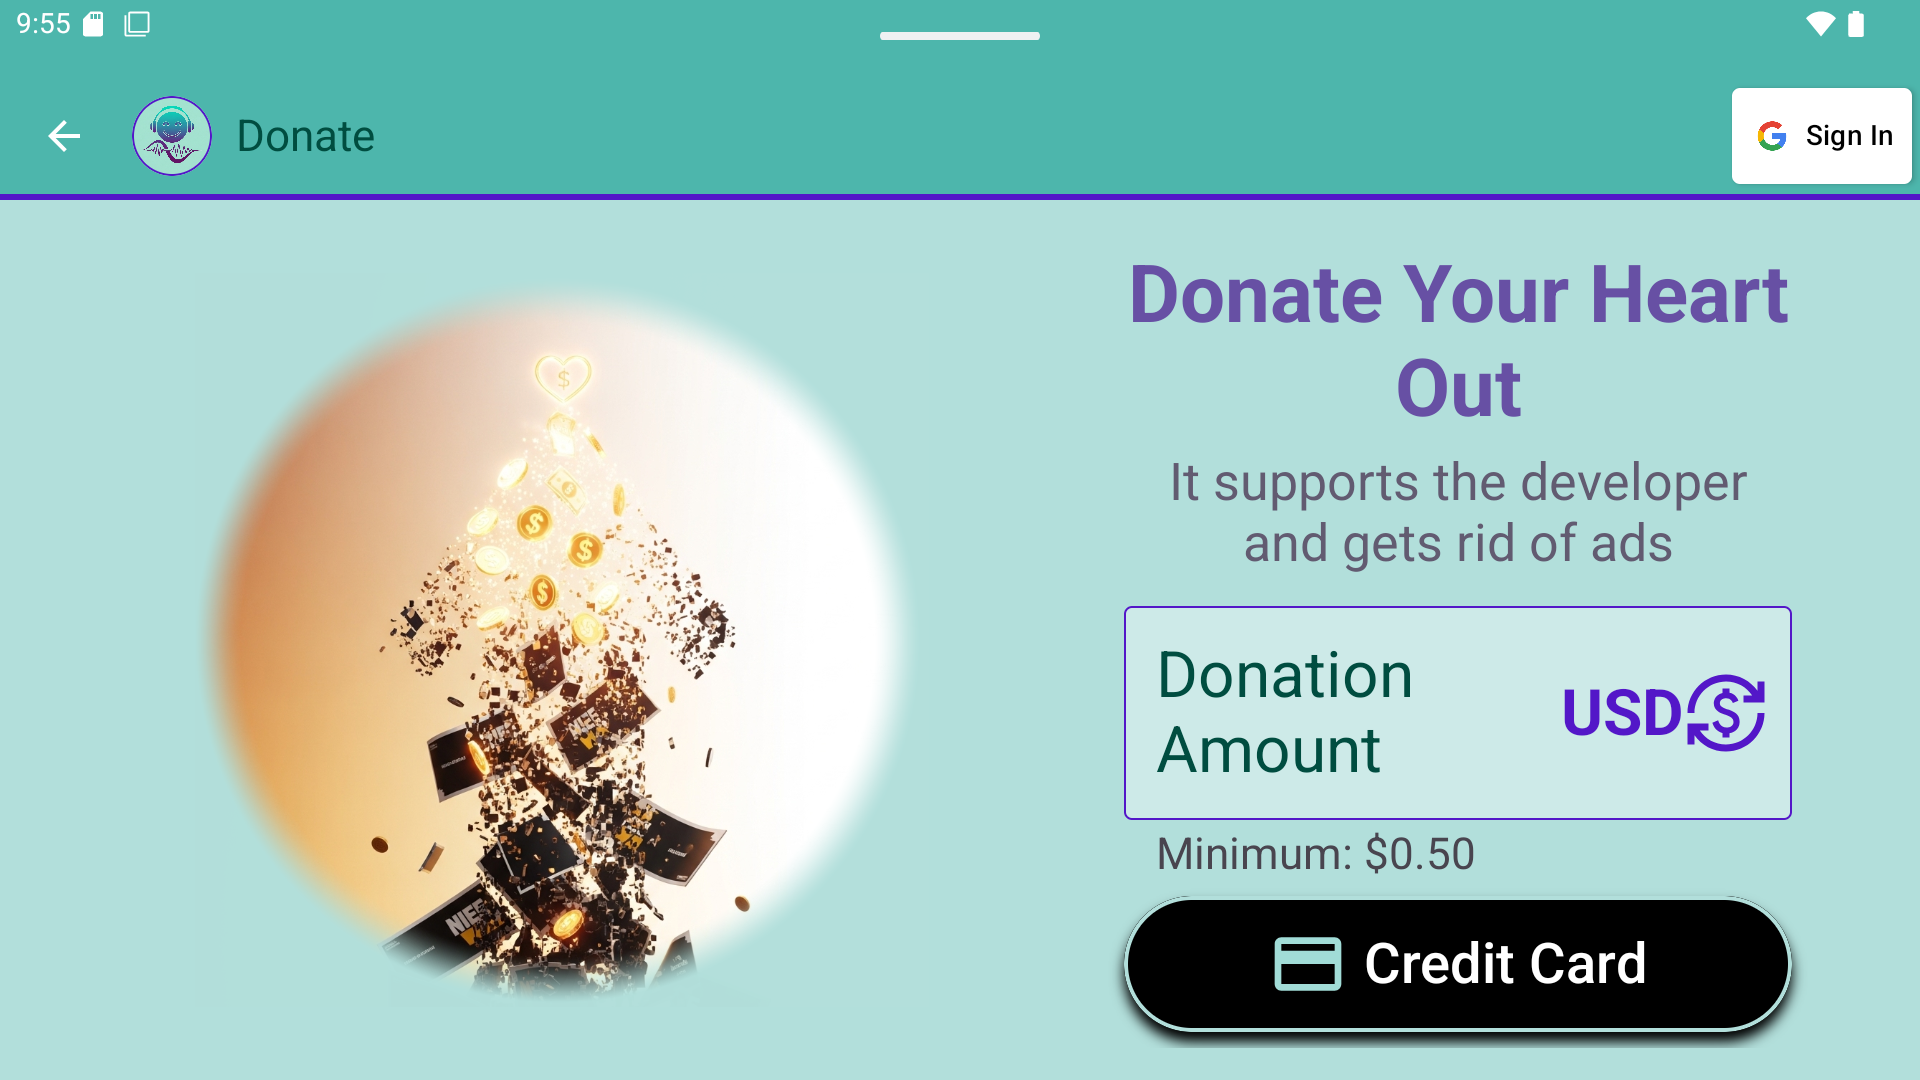 9:55
Donate
Sign In
Donate Your Heart
Out
It supports the developer
and gets rid of ads
Donation
Amount
USD
Minimum: $0.50
Credit Card